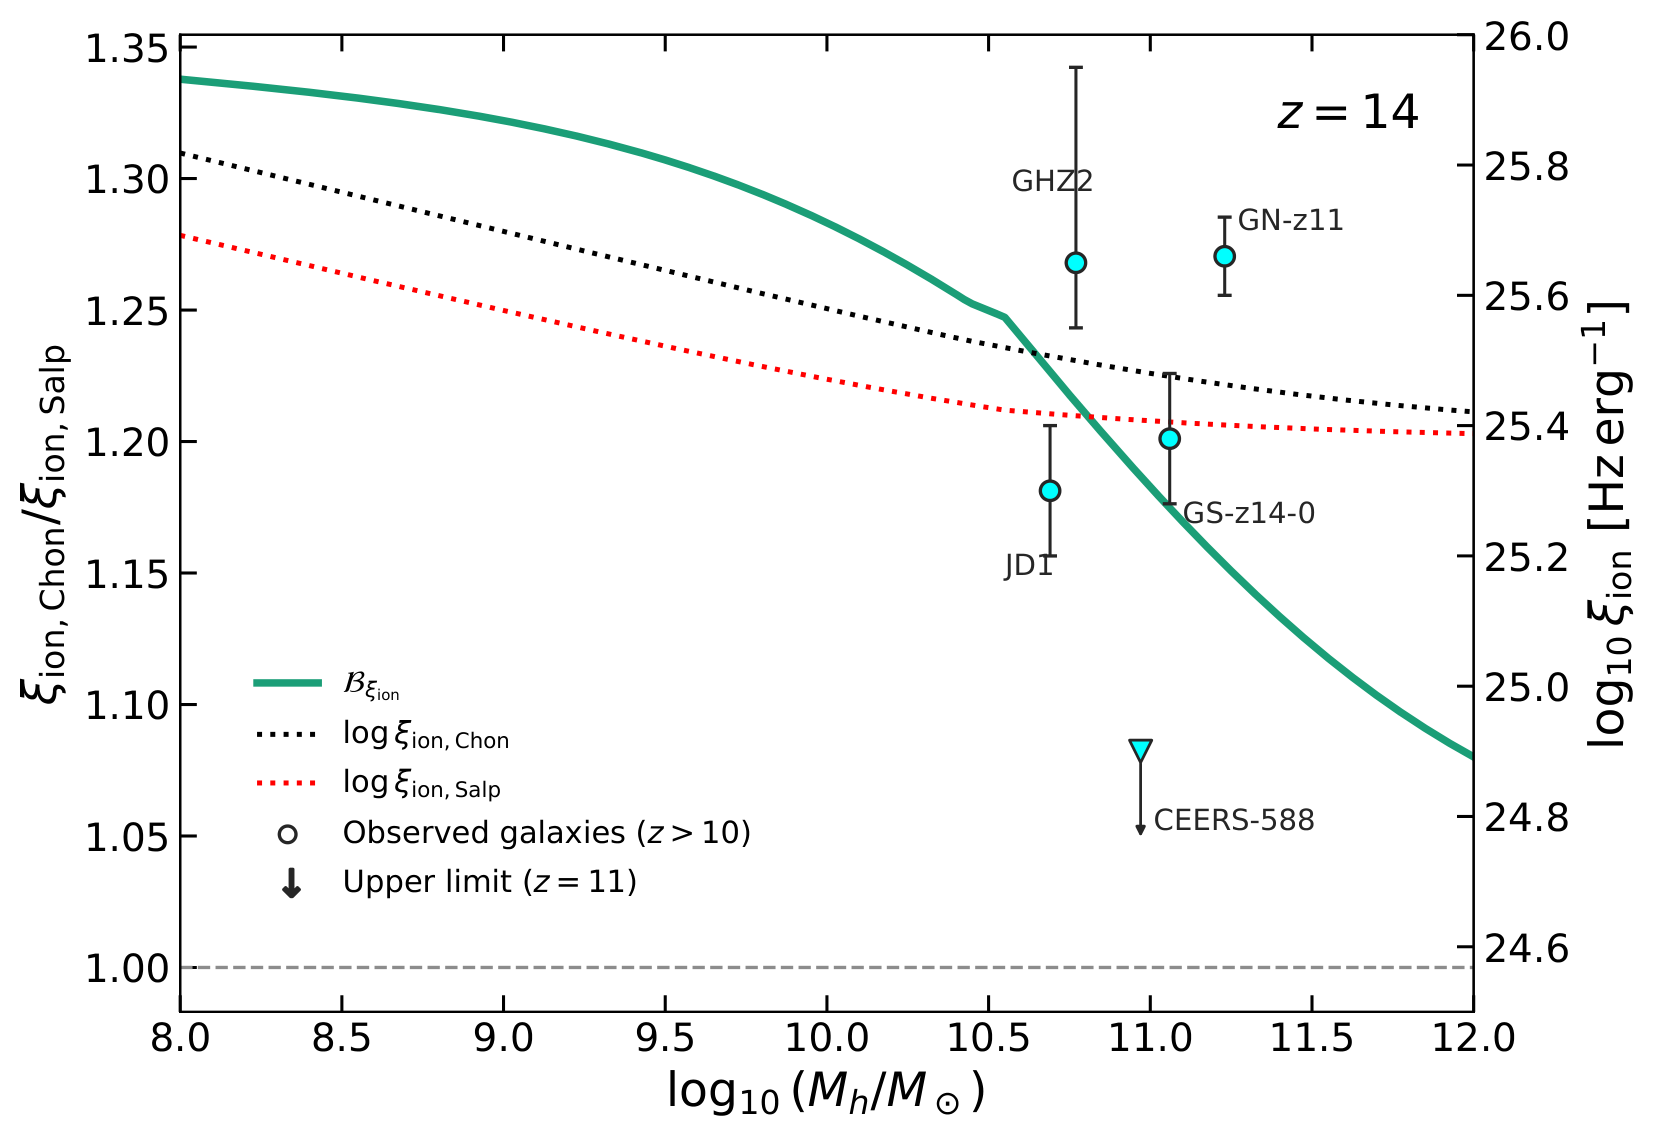 1.35
1.30
1.25
1.20
1.15
1.10
1.05
1.00
ξion, Chon/ξion, Salp
26.0
25.8
25.6
25.4
25.2
25.0
24.8
24.6
log₁₀ ξion [Hz erg⁻¹]
z = 14
GHZ2
GN-z11
GS-z14-0
JD1
CEERS-588
ℬξion
log ξion, Chon
log ξion, Salp
Observed galaxies (z > 10)
Upper limit (z = 11)
8.0 8.5 9.0 9.5 10.0 10.5 11.0 11.5 12.0
log₁₀ (Mₕ/M⊙)